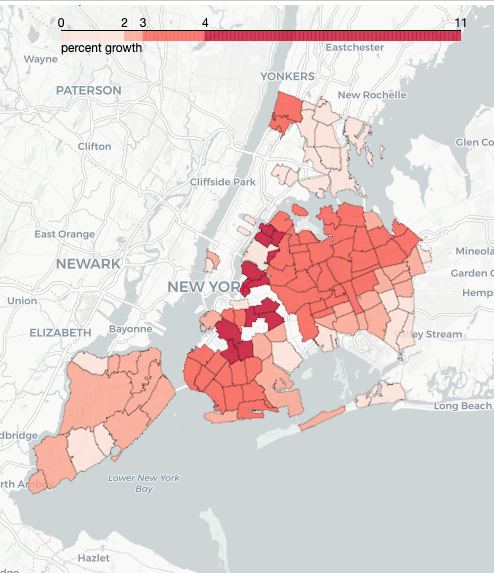 0 2 3 4 11
percent growth
Eastchester
Wayne
YONKERS
PATERSON
New Rochelle
Clifton
Glen Co
Cliffside Park
East Orange
Mineola
NEWARK
Garden C
NEW YOR
Hemp
Union
ELIZABETH
Bayonne
ey Stream
Long Beach
dbridge
rth Amb
Lower New York
Bay
Hazlet
dge